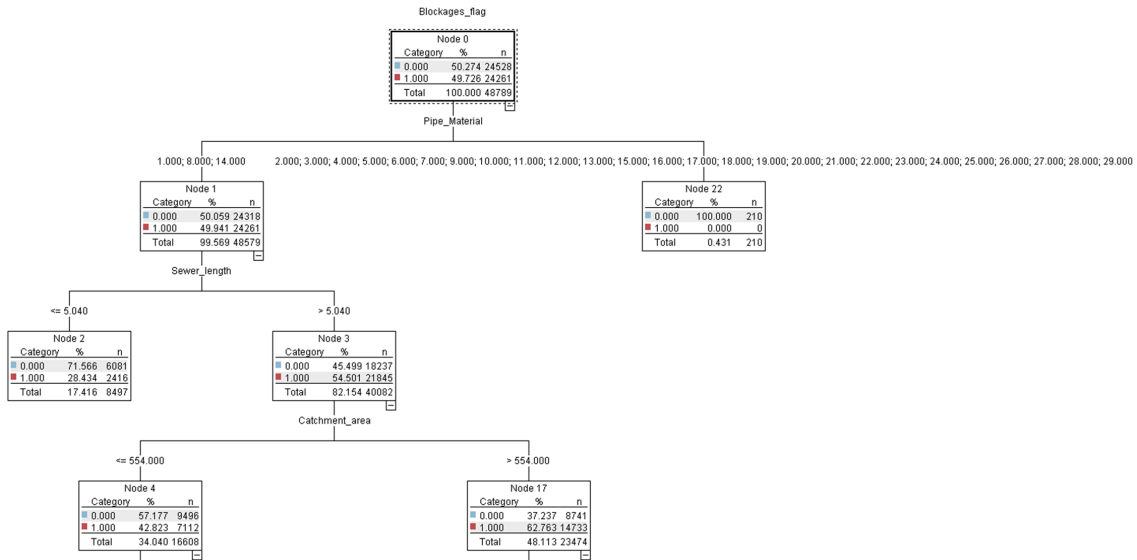 Blockages_flag
Node 0
Category % n
0.000 50.274 24528
1.000 49.726 24261
Total 100.000 48789
Pipe_Material
1.000; 8.000; 14.000
2.000; 3.000; 4.000; 5.000; 6.000; 7.000; 9.000; 10.000; 11.000; 12.000; 13.000; 15.000; 16.000; 17.000; 18.000; 19.000; 20.000; 21.000; 22.000; 23.000; 24.000; 25.000; 26.000; 27.000; 28.000; 29.000
Node 1
Category % n
0.000 50.059 24318
1.000 49.941 24261
Total 99.569 48579
Node 22
Category % n
0.000 100.000 210
1.000 0.000 0
Total 0.431 210
Sewer_length
<= 5.040
> 5.040
Node 2
Category % n
0.000 71.566 6081
1.000 28.434 2416
Total 17.416 8497
Node 3
Category % n
0.000 45.499 18237
1.000 54.501 21845
Total 82.154 40082
Catchment_area
<= 554.000
> 554.000
Node 4
Category % n
0.000 57.177 9496
1.000 42.823 7112
Total 34.040 16608
Node 17
Category % n
0.000 37.237 8741
1.000 62.763 14733
Total 48.113 23474